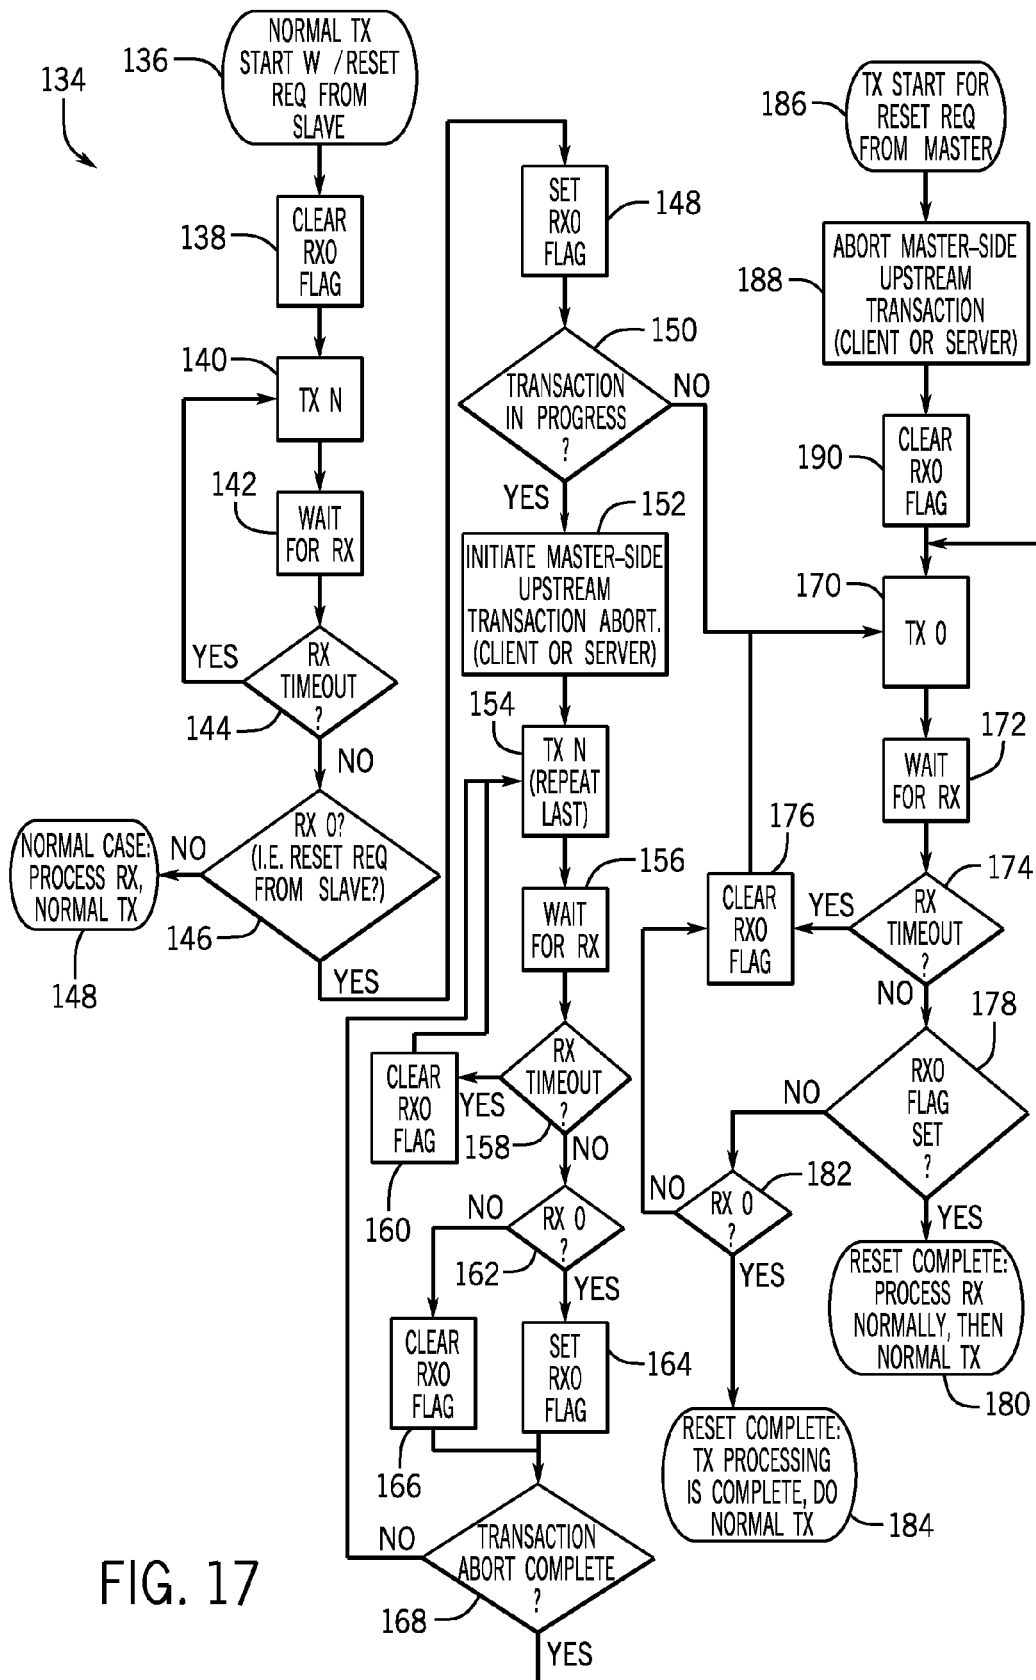 134
136
NORMAL TX
START W /RESET
REQ FROM
SLAVE
138
CLEAR
RXO
FLAG
140
TX N
142
WAIT
FOR RX
YES
RX
TIMEOUT
?
144
NO
RX 0?
(I.E. RESET REQ
FROM SLAVE?)
146
NO
NORMAL CASE:
PROCESS RX,
NORMAL TX
148
YES
SET
RXO
FLAG
148
150
TRANSACTION
IN PROGRESS
?
NO
YES
152
INITIATE MASTER–SIDE
UPSTREAM
TRANSACTION ABORT.
(CLIENT OR SERVER)
154
TX N
(REPEAT
LAST)
156
WAIT
FOR RX
RX
TIMEOUT
?
158
YES
CLEAR
RXO
FLAG
160
NO
RX 0
?
162
NO
YES
CLEAR
RXO
FLAG
166
SET
RXO
FLAG
164
TRANSACTION
ABORT COMPLETE
?
168
NO
YES
186
TX START FOR
RESET REQ
FROM MASTER
188
ABORT MASTER–SIDE
UPSTREAM
TRANSACTION
(CLIENT OR SERVER)
190
CLEAR
RXO
FLAG
170
TX 0
172
WAIT
FOR RX
174
RX
TIMEOUT
?
YES
176
CLEAR
RXO
FLAG
NO
178
RXO
FLAG
SET
?
NO
YES
182
RX 0
?
NO
YES
RESET COMPLETE:
PROCESS RX
NORMALLY, THEN
NORMAL TX
180
RESET COMPLETE:
TX PROCESSING
IS COMPLETE, DO
NORMAL TX
184
FIG. 17